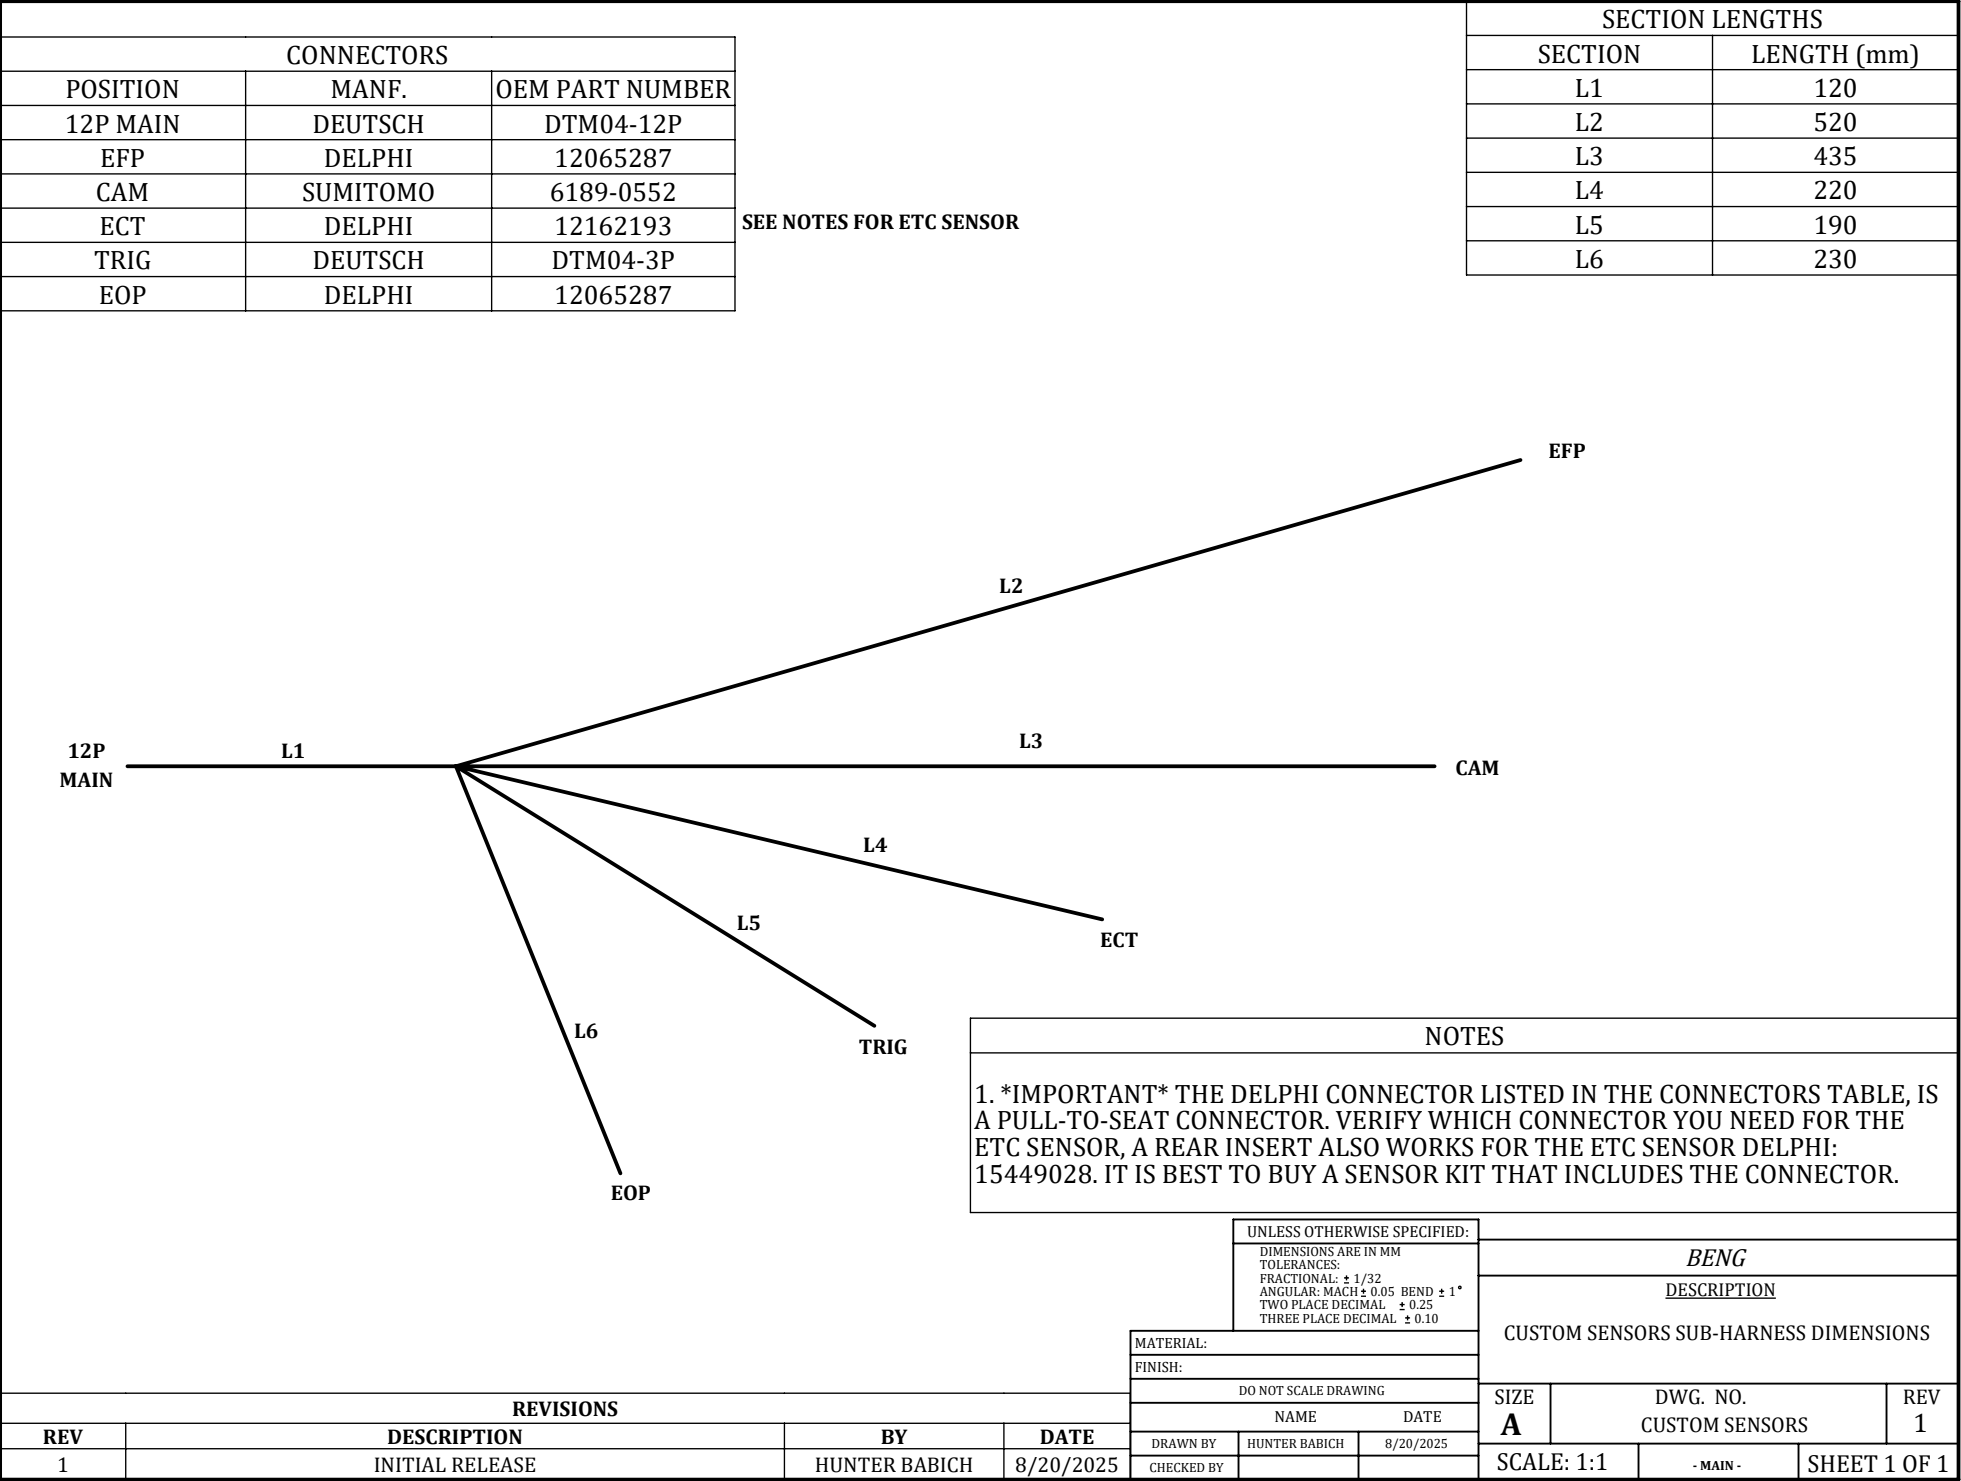 CONNECTORS
POSITION MANF. OEM PART NUMBER
12P MAIN DEUTSCH DTM04-12P
EFP DELPHI 12065287
CAM SUMITOMO 6189-0552
ECT DELPHI 12162193
TRIG DEUTSCH DTM04-3P
EOP DELPHI 12065287
SEE NOTES FOR ETC SENSOR
SECTION LENGTHS
SECTION LENGTH (mm)
L1 120
L2 520
L3 435
L4 220
L5 190
L6 230
EFP
L2
12P
MAIN
L1
L3
CAM
L4
ECT
L5
TRIG
L6
EOP
NOTES
1. *IMPORTANT* THE DELPHI CONNECTOR LISTED IN THE CONNECTORS TABLE, IS
A PULL-TO-SEAT CONNECTOR. VERIFY WHICH CONNECTOR YOU NEED FOR THE
ETC SENSOR, A REAR INSERT ALSO WORKS FOR THE ETC SENSOR DELPHI:
15449028. IT IS BEST TO BUY A SENSOR KIT THAT INCLUDES THE CONNECTOR.
UNLESS OTHERWISE SPECIFIED:
DIMENSIONS ARE IN MM
TOLERANCES:
FRACTIONAL: ± 1/32
ANGULAR: MACH ± 0.05 BEND ± 1°
TWO PLACE DECIMAL ± 0.25
THREE PLACE DECIMAL ± 0.10
MATERIAL:
FINISH:
DO NOT SCALE DRAWING
NAME DATE
DRAWN BY HUNTER BABICH 8/20/2025
CHECKED BY
BENG
DESCRIPTION
CUSTOM SENSORS SUB-HARNESS DIMENSIONS
SIZE
A
DWG. NO.
CUSTOM SENSORS
REV
1
SCALE: 1:1 - MAIN - SHEET 1 OF 1
REVISIONS
REV DESCRIPTION BY DATE
1 INITIAL RELEASE HUNTER BABICH 8/20/2025